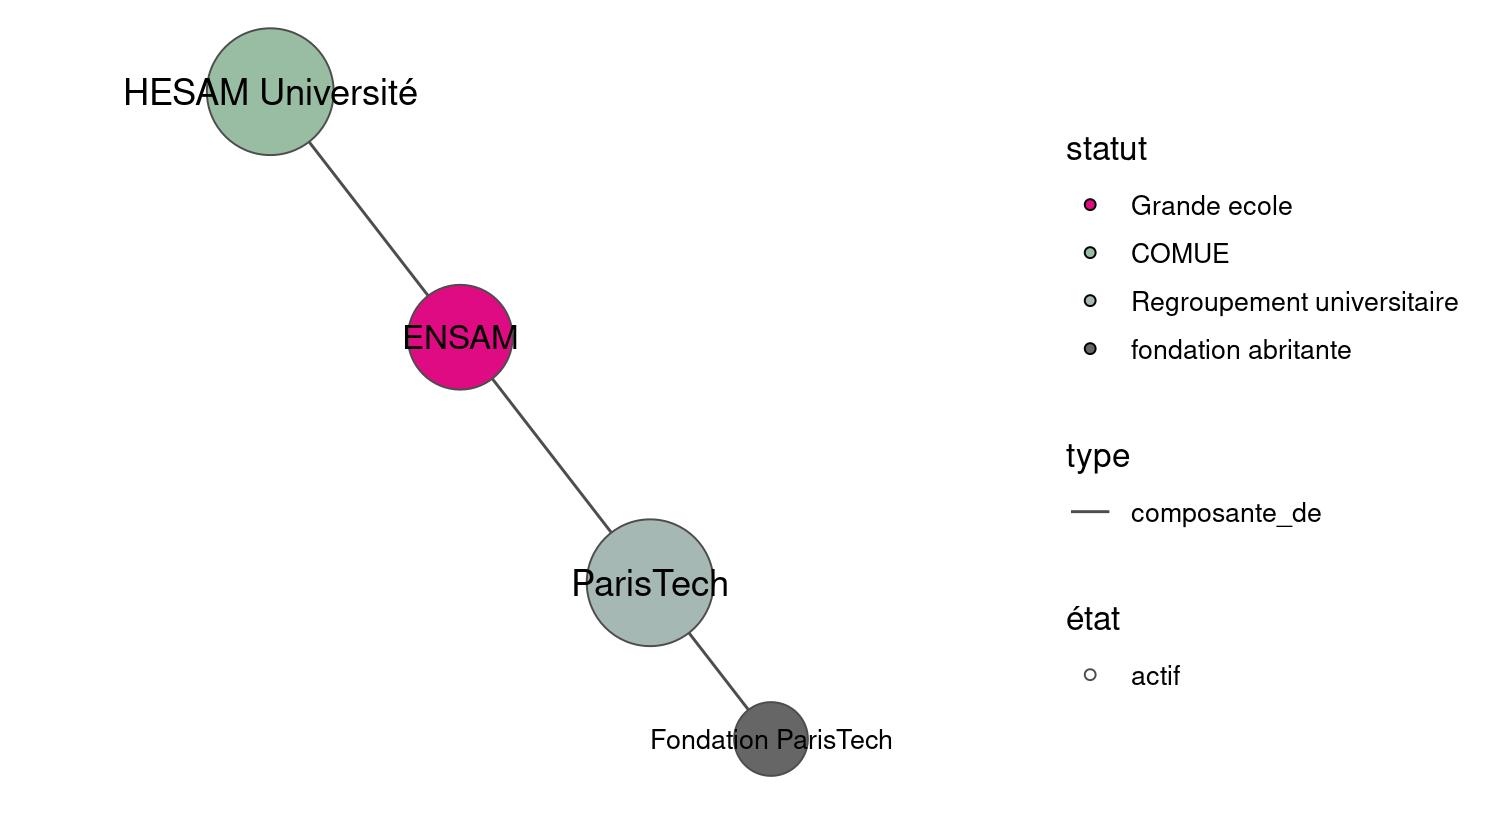 HESAM Université
ENSAM
ParisTech
Fondation ParisTech
statut
Grande ecole
COMUE
Regroupement universitaire
fondation abritante
type
composante_de
état
actif